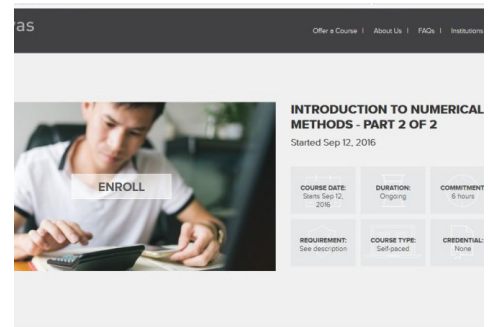 vas
Offer a Course | About Us | FAQs | Institutions
INTRODUCTION TO NUMERICAL
METHODS - PART 2 OF 2
Started Sep 12, 2016
ENROLL
COURSE DATE:
Starts Sep 12,
2016
DURATION:
Ongoing
COMMITMENT
6 hours
REQUIREMENT:
See description
COURSE TYPE:
Self-paced
CREDENTIAL:
None